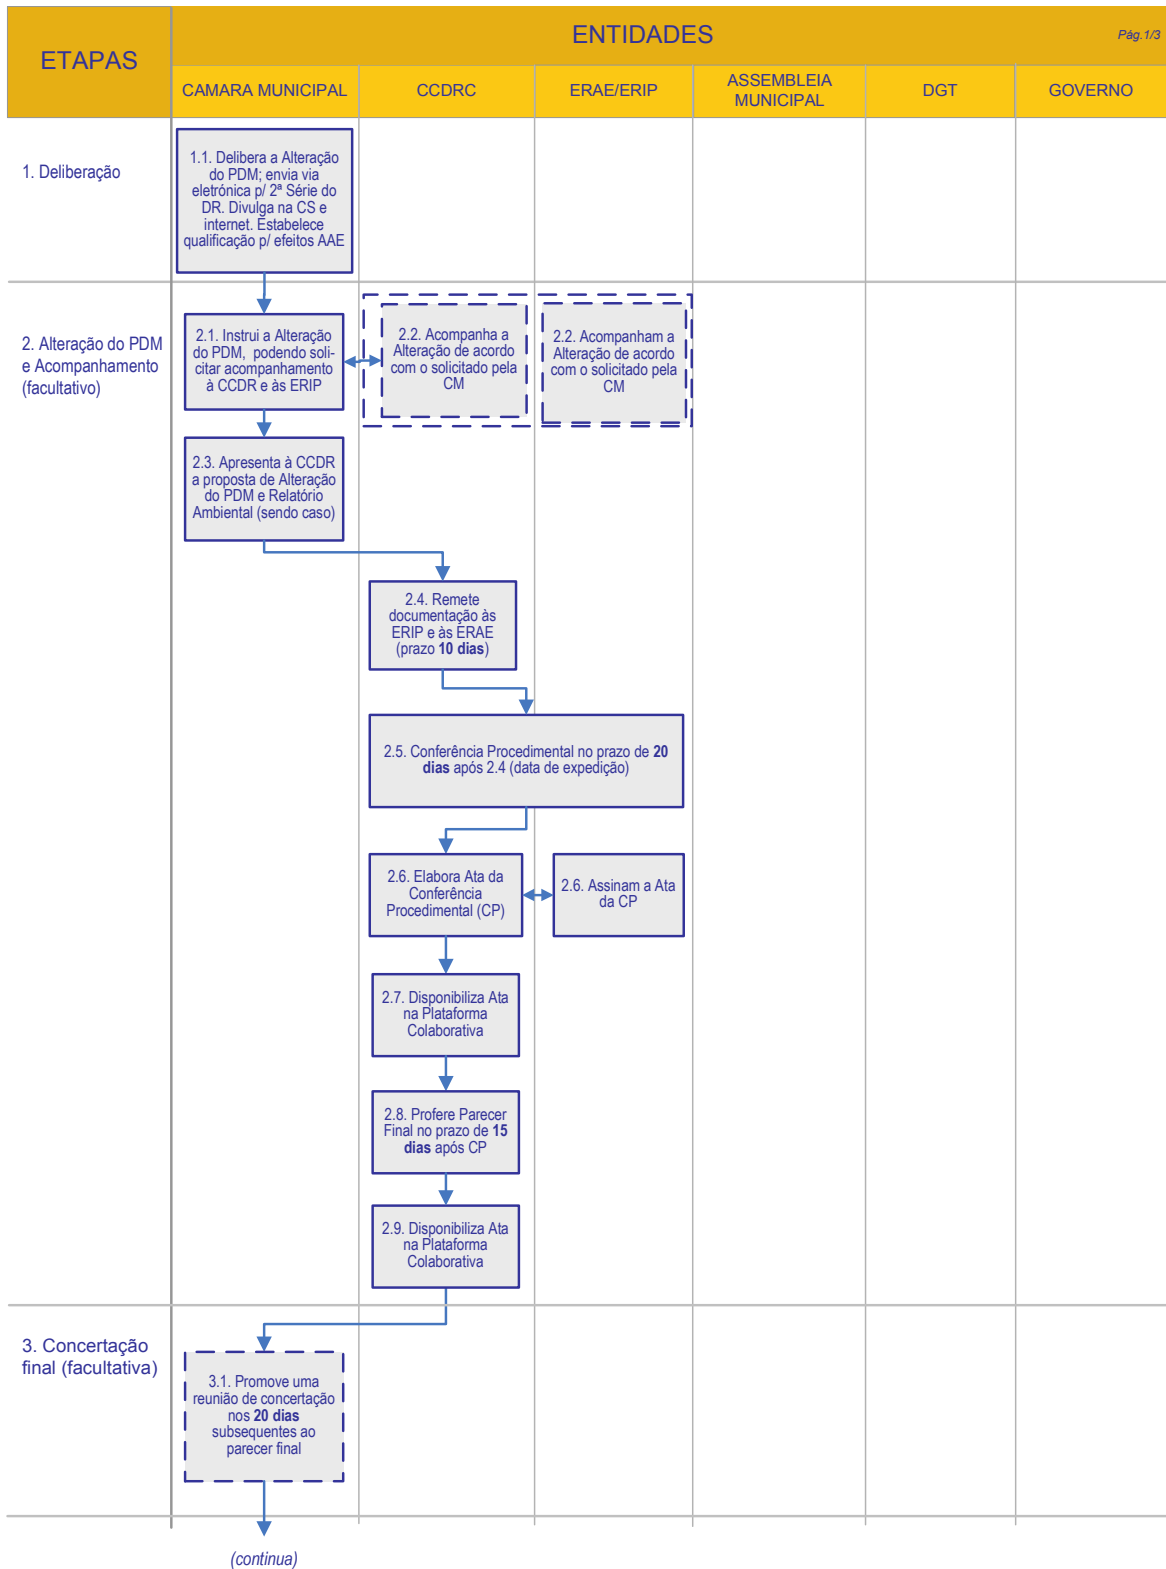 ETAPAS
ENTIDADES
Pág.1/3
CAMARA MUNICIPAL
CCDRC
ERAE/ERIP
ASSEMBLEIA
MUNICIPAL
DGT
GOVERNO
1. Deliberação
1.1. Delibera a Alteração
do PDM; envia via
eletrónica p/ 2ª Série do
DR. Divulga na CS e
internet. Estabelece
qualificação p/ efeitos AAE
2. Alteração do PDM
e Acompanhamento
(facultativo)
2.1. Instrui a Alteração
do PDM, podendo soli-
citar acompanhamento
à CCDR e às ERIP
2.2. Acompanha a
Alteração de acordo
com o solicitado pela
CM
2.2. Acompanham a
Alteração de acordo
com o solicitado pela
CM
2.3. Apresenta à CCDR
a proposta de Alteração
do PDM e Relatório
Ambiental (sendo caso)
2.4. Remete
documentação às
ERIP e às ERAE
(prazo 10 dias)
2.5. Conferência Procedimental no prazo de 20
dias após 2.4 (data de expedição)
2.6. Elabora Ata da
Conferência
Procedimental (CP)
2.6. Assinam a Ata
da CP
2.7. Disponibiliza Ata
na Plataforma
Colaborativa
2.8. Profere Parecer
Final no prazo de 15
dias após CP
2.9. Disponibiliza Ata
na Plataforma
Colaborativa
3. Concertação
final (facultativa)
3.1. Promove uma
reunião de concertação
nos 20 dias
subsequentes ao
parecer final
(continua)